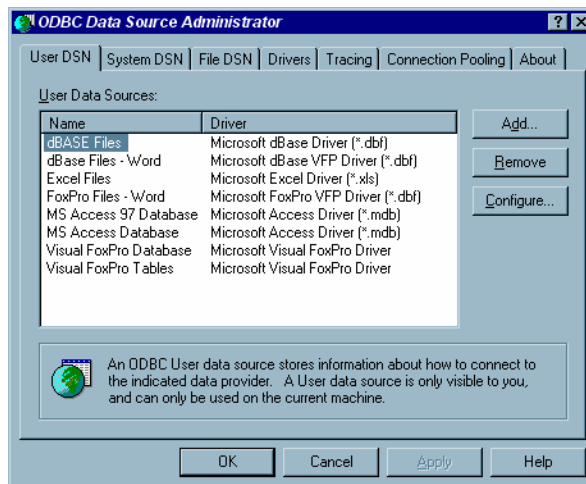 ODBC Data Source Administrator
User DSN System DSN File DSN Drivers Tracing Connection Pooling About
User Data Sources:
Name Driver
dBASE Files Microsoft dBase Driver (*.dbf)
dBase Files - Word Microsoft dBase VFP Driver (*.dbf)
Excel Files Microsoft Excel Driver (*.xls)
FoxPro Files - Word Microsoft FoxPro VFP Driver (*.dbf)
MS Access 97 Database Microsoft Access Driver (*.mdb)
MS Access Database Microsoft Access Driver (*.mdb)
Visual FoxPro Database Microsoft Visual FoxPro Driver
Visual FoxPro Tables Microsoft Visual FoxPro Driver
Add...
Remove
Configure...
An ODBC User data source stores information about how to connect
to the indicated data provider. A User data source is only visible to you,
and can only be used on the current machine.
OK Cancel Apply Help